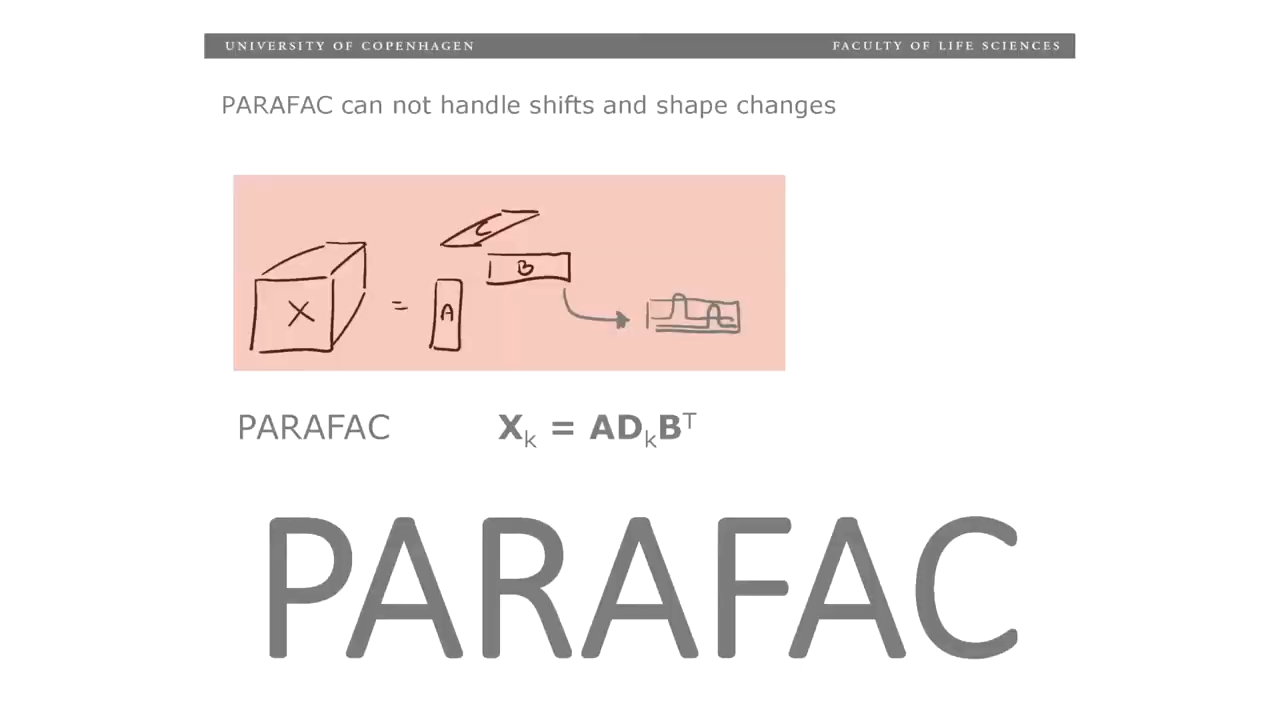 UNIVERSITY OF COPENHAGEN FACULTY OF LIFE SCIENCES
PARAFAC can not handle shifts and shape changes
C
B
X = A
PARAFAC Xₖ = ADₖBᵀ
PARAFAC